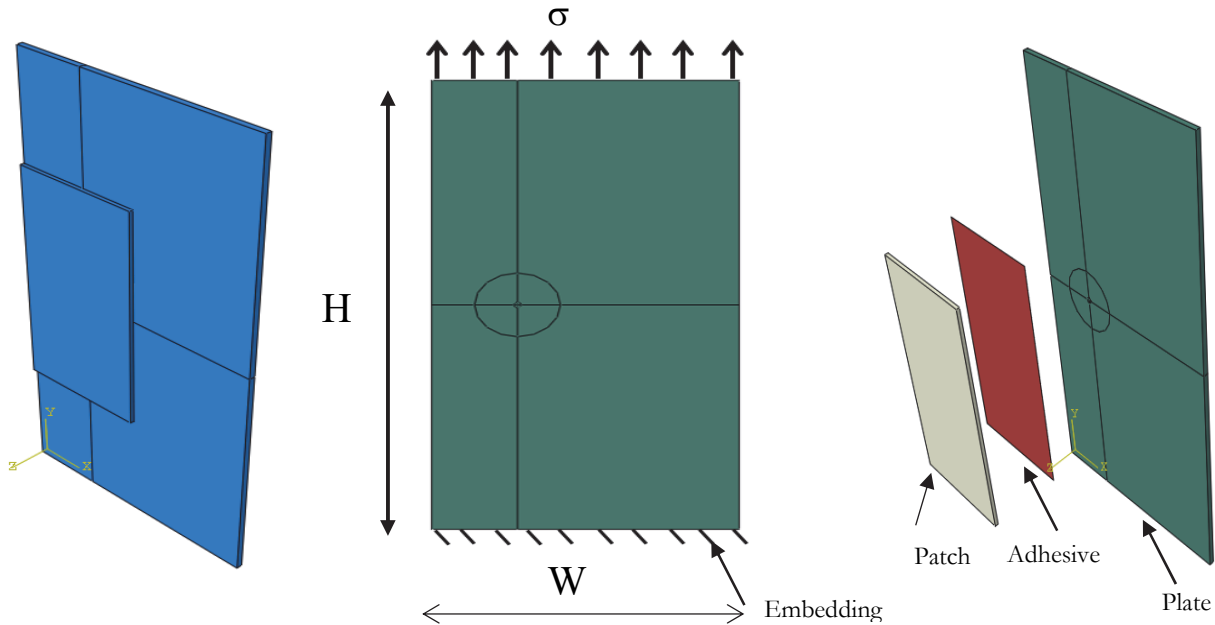 σ
H
W
Embedding
Y
Z
X
Patch
Adhesive
Plate
Y
Z
X